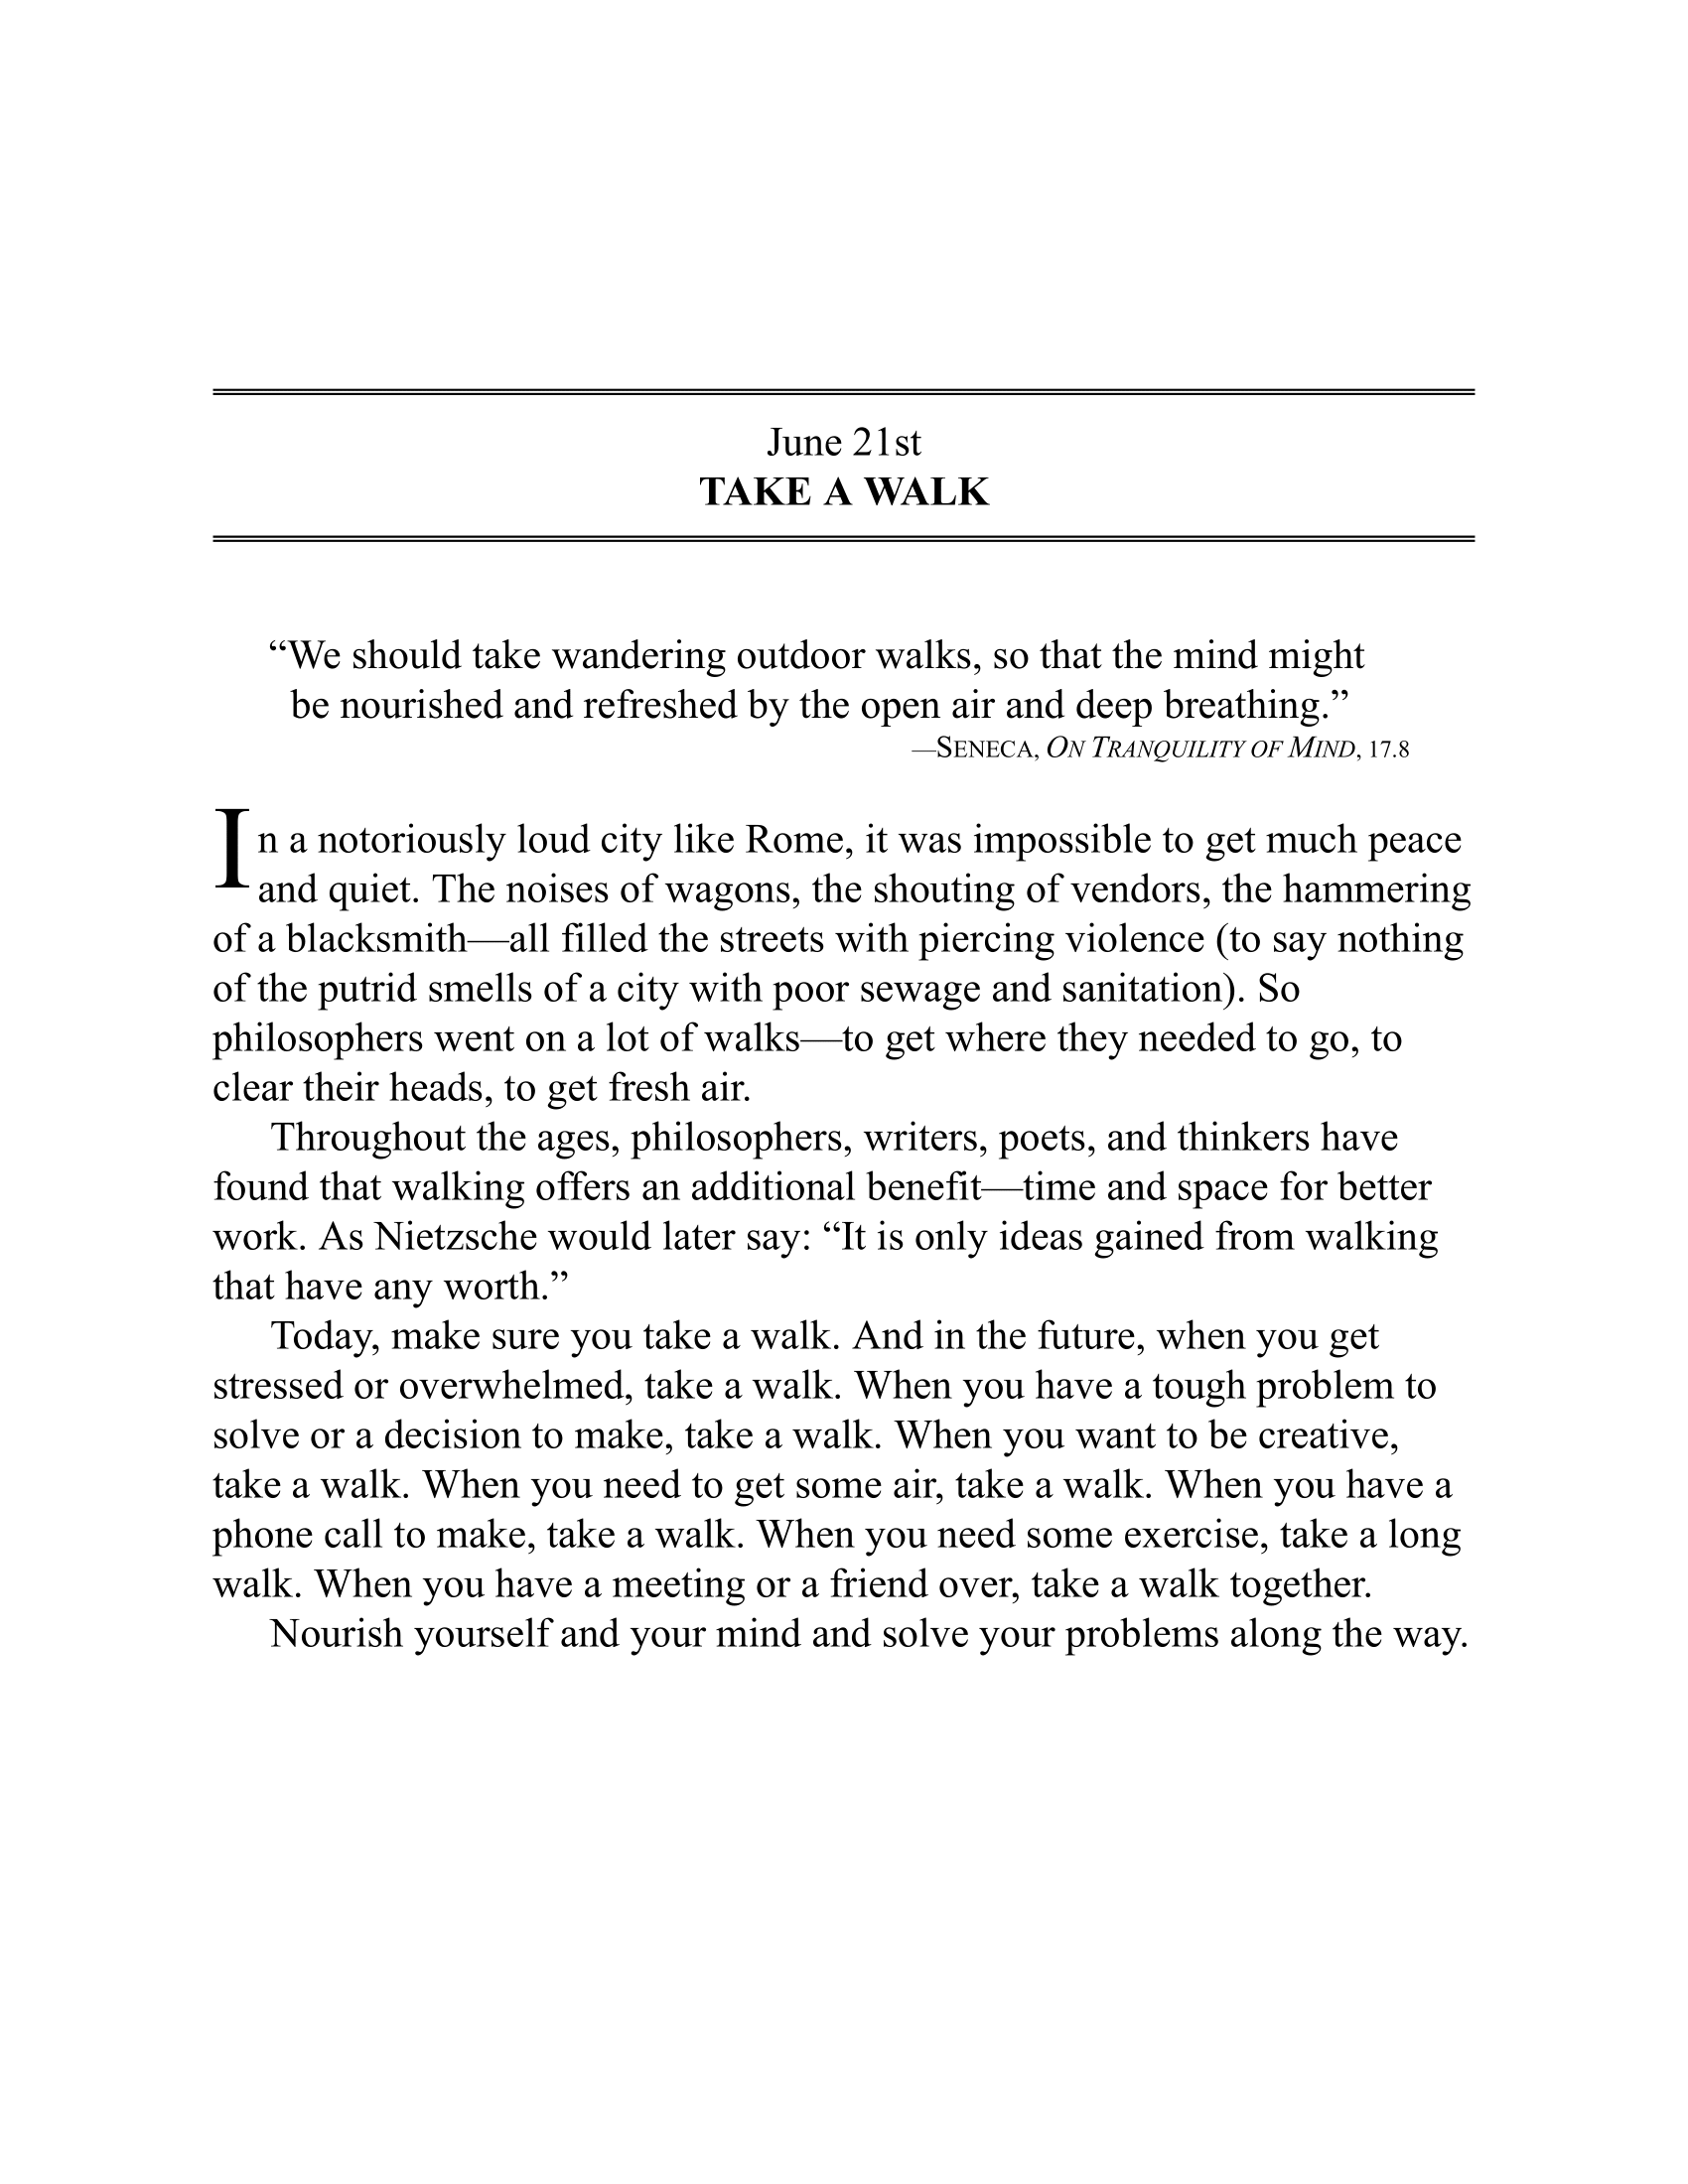 June 21st
TAKE A WALK
“We should take wandering outdoor walks, so that the mind might
be nourished and refreshed by the open air and deep breathing.”
—SENECA, ON TRANQUILITY OF MIND, 17.8
In a notoriously loud city like Rome, it was impossible to get much peace
and quiet. The noises of wagons, the shouting of vendors, the hammering
of a blacksmith—all filled the streets with piercing violence (to say nothing
of the putrid smells of a city with poor sewage and sanitation). So
philosophers went on a lot of walks—to get where they needed to go, to
clear their heads, to get fresh air.
Throughout the ages, philosophers, writers, poets, and thinkers have
found that walking offers an additional benefit—time and space for better
work. As Nietzsche would later say: “It is only ideas gained from walking
that have any worth.”
Today, make sure you take a walk. And in the future, when you get
stressed or overwhelmed, take a walk. When you have a tough problem to
solve or a decision to make, take a walk. When you want to be creative,
take a walk. When you need to get some air, take a walk. When you have a
phone call to make, take a walk. When you need some exercise, take a long
walk. When you have a meeting or a friend over, take a walk together.
Nourish yourself and your mind and solve your problems along the way.